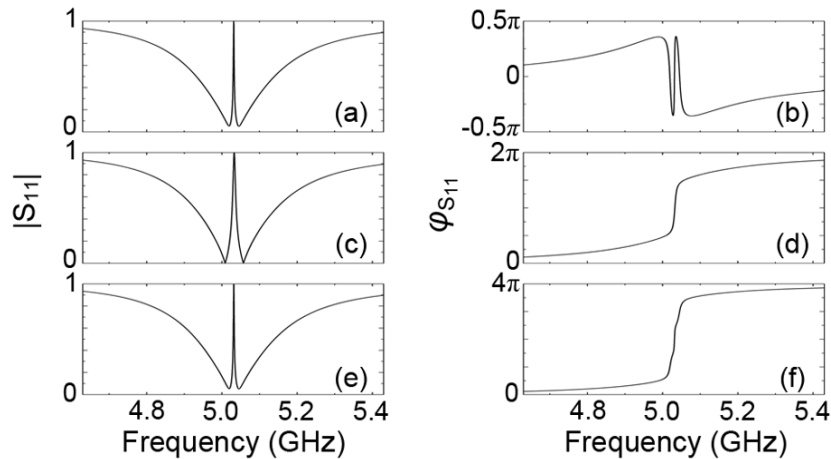 1
(a)
0
0.5π
0
-0.5π
(b)
|S11|
1
(c)
0
φS11
2π
(d)
0
1
(e)
0
4.8 5.0 5.2 5.4
Frequency (GHz)
4π
(f)
0
4.8 5.0 5.2 5.4
Frequency (GHz)